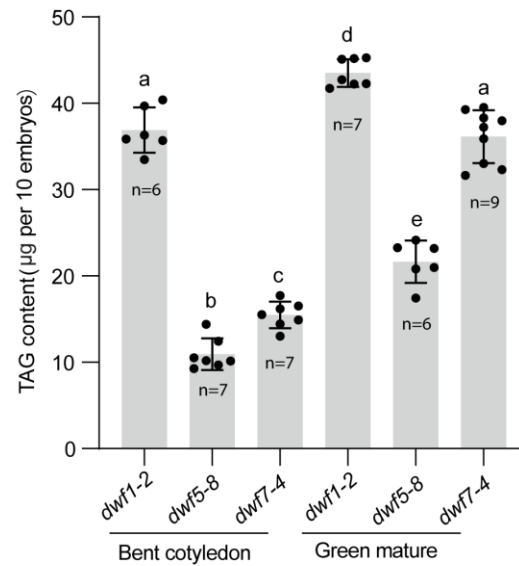 TAG content (µg per 10 embryos)
50
40
30
20
10
0
a
b
c
d
e
a
n=6
n=7
n=7
n=7
n=6
n=9
dwf1-2
dwf5-8
dwf7-4
dwf1-2
dwf5-8
dwf7-4
Bent cotyledon
Green mature